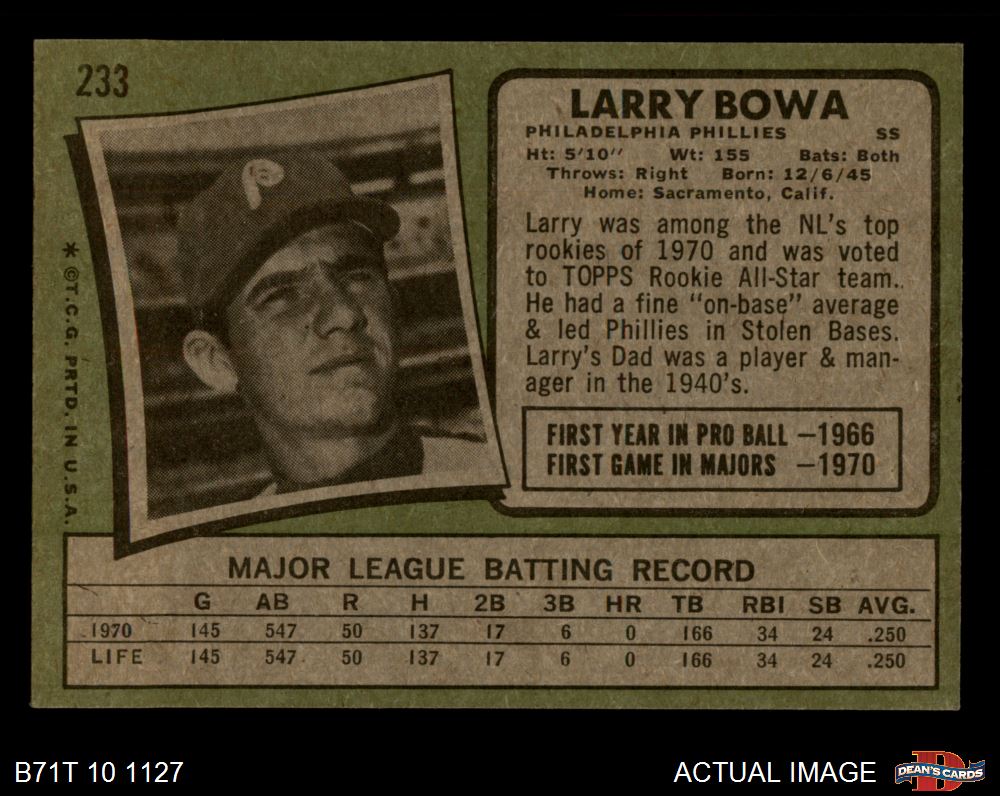 233
LARRY BOWA
PHILADELPHIA PHILLIES SS
Ht: 5'10" Wt: 155 Bats: Both
Throws: Right Born: 12/6/45
Home: Sacramento, Calif.
Larry was among the NL's top
rookies of 1970 and was voted
to TOPPS Rookie All-Star team.
He had a fine "on-base" average
& led Phillies in Stolen Bases.
Larry's Dad was a player & man-
ager in the 1940's.
FIRST YEAR IN PRO BALL —1966
FIRST GAME IN MAJORS —1970
* ©T.C.G. PRTD. IN U.S.A.
P
MAJOR LEAGUE BATTING RECORD
G AB R H 2B 3B HR TB RBI SB AVG.
1970 145 547 50 137 17 6 0 166 34 24 .250
LIFE 145 547 50 137 17 6 0 166 34 24 .250
B71T 10 1127
ACTUAL IMAGE
D
DEAN'S CARDS